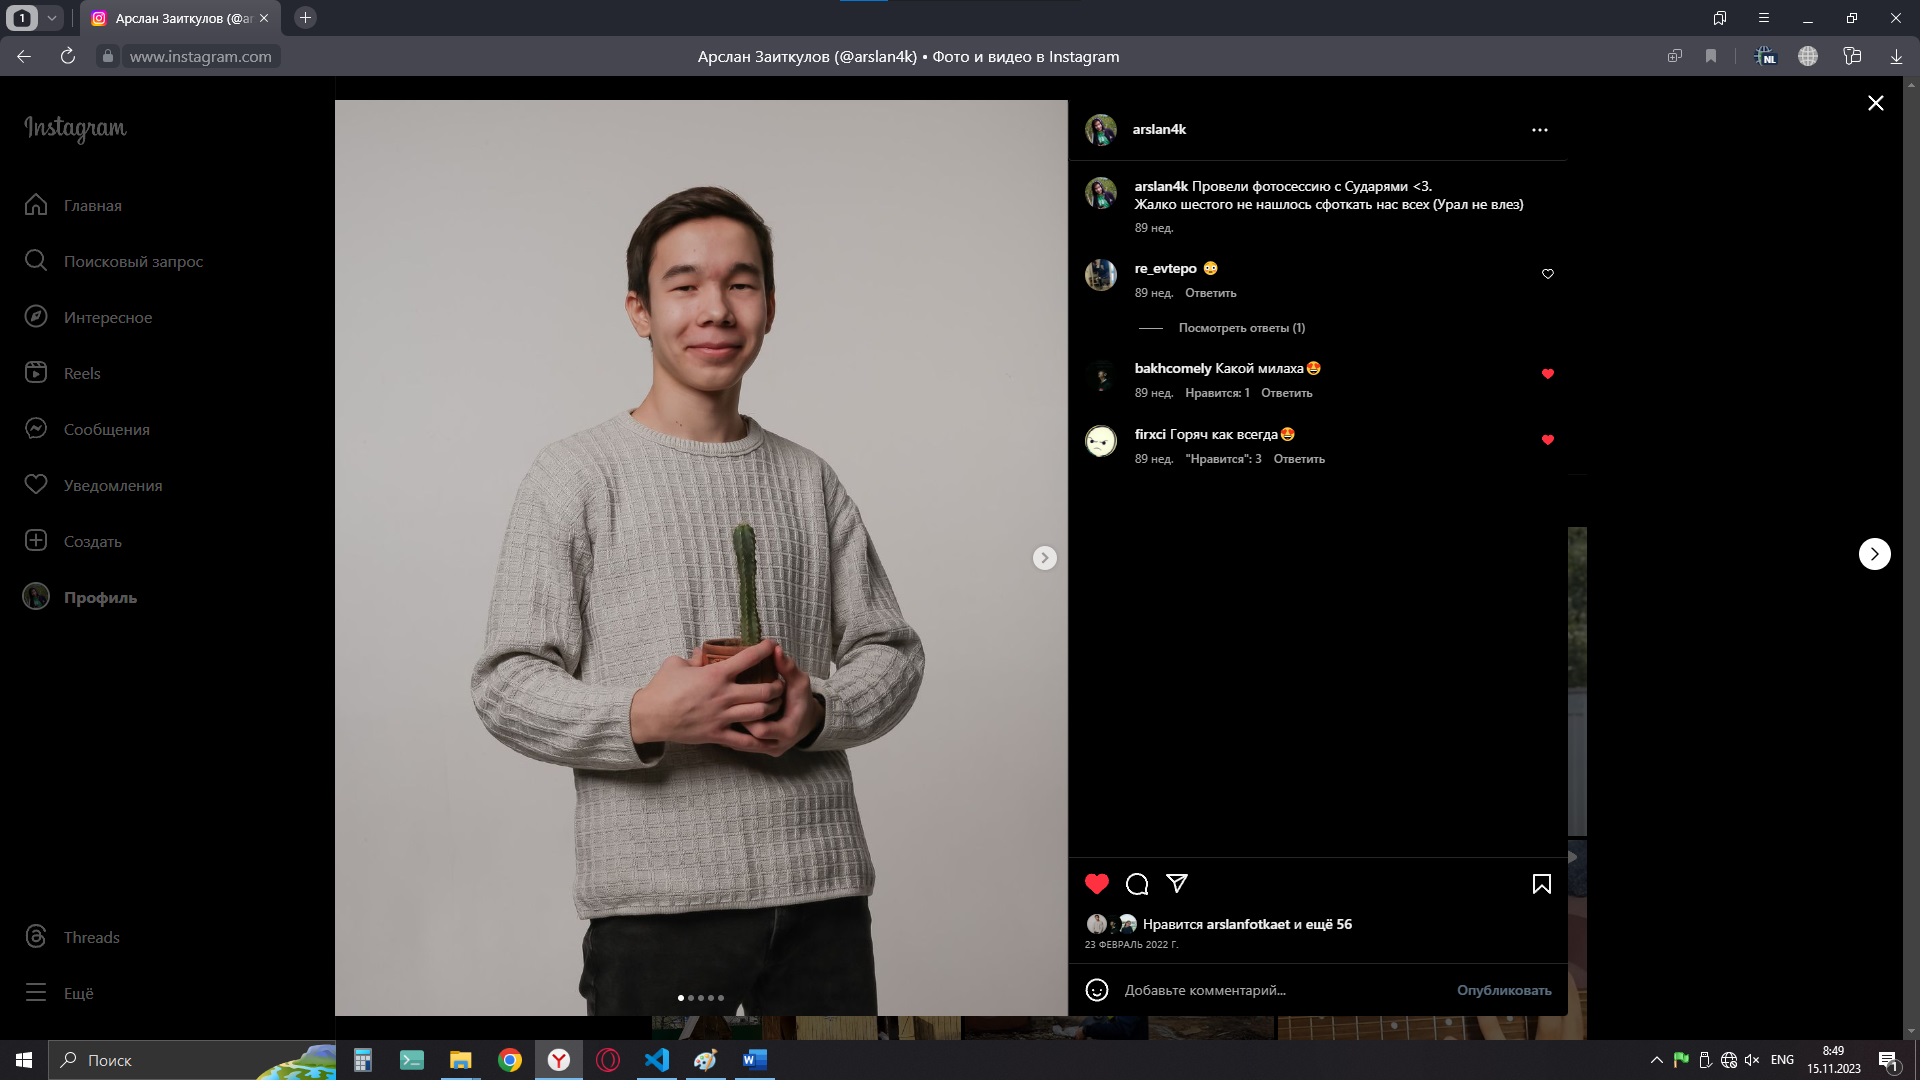 1
Арслан Заиткулов (@ar
www.instagram.com
Арслан Заиткулов (@arslan4k) • Фото и видео в Instagram
NL
Instagram
Главная
Поисковый запрос
Интересное
Reels
Сообщения
Уведомления
Создать
Профиль
Threads
Ещё
arslan4k
arslan4k Провели фотосессию с Сударями <3.
Жалко шестого не нашлось сфоткать нас всех (Урал не влез)
89 нед.
re_evtepo 😳
89 нед. Ответить
Посмотреть ответы (1)
bakhcomely Какой милаха🤩
89 нед. Нравится: 1 Ответить
firxci Горяч как всегда🤩
89 нед. "Нравится": 3 Ответить
Нравится arslanfotkaet и ещё 56
23 ФЕВРАЛЬ 2022 Г.
Добавьте комментарий...
Опубликовать
Поиск
ENG
8:49
15.11.2023
1